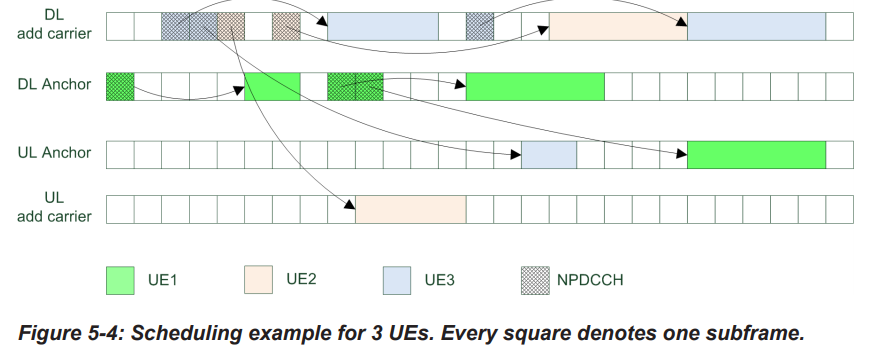 DL
add carrier
DL Anchor
UL Anchor
UL
add carrier
UE1
UE2
UE3
NPDCCH
Figure 5-4: Scheduling example for 3 UEs. Every square denotes one subframe.